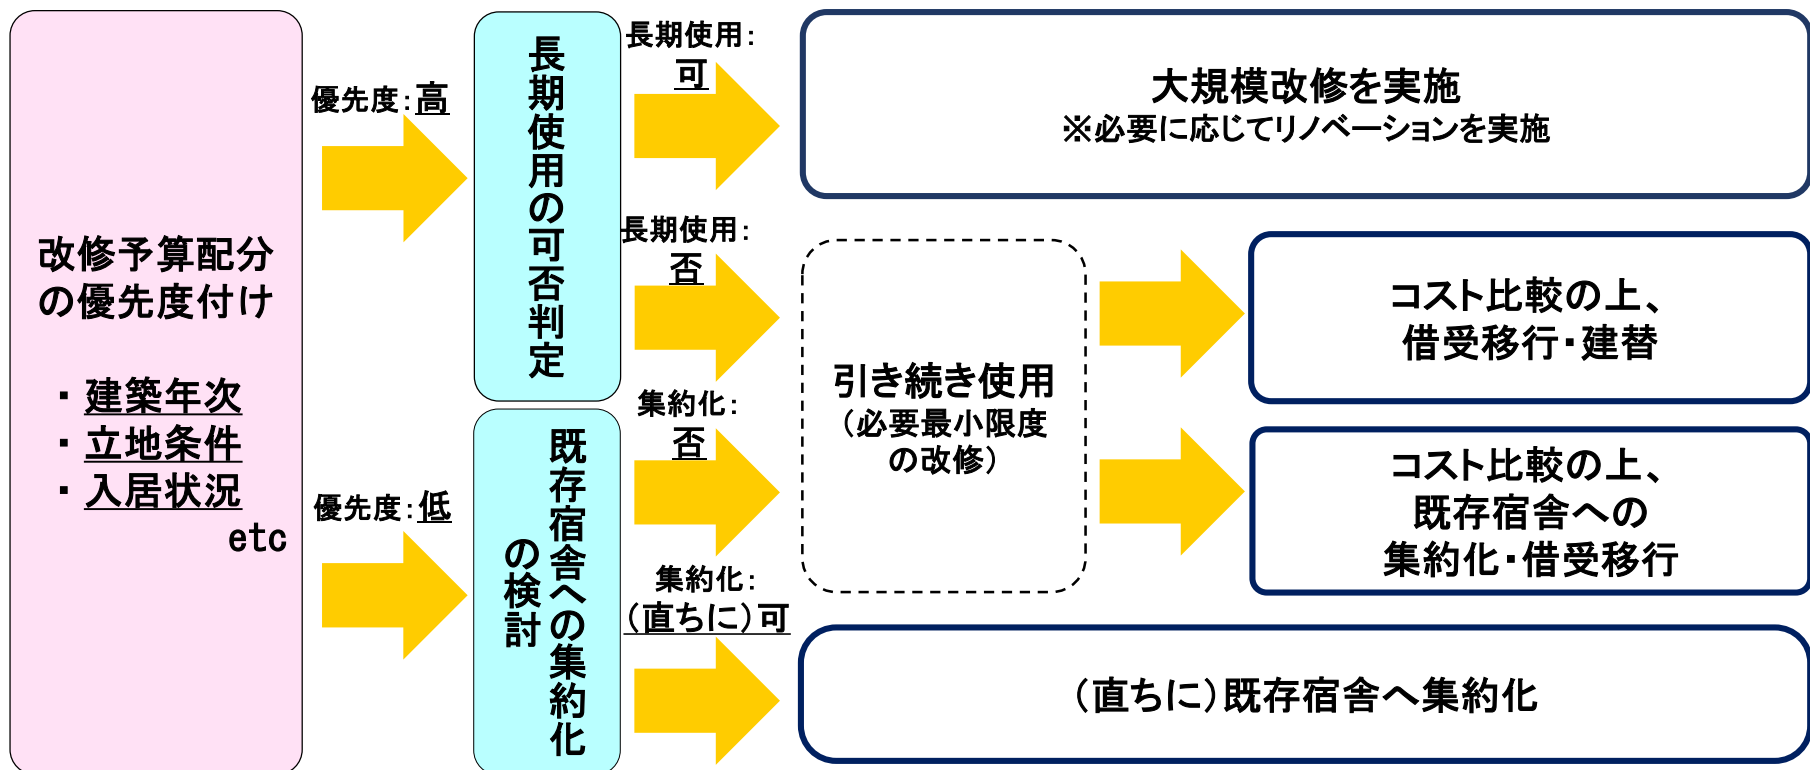 改修予算配分
の優先度付け
・建築年次
・立地条件
・入居状況
etc
優先度：高
優先度：低
長期使用の可否判定
既存宿舎への集約化
の検討
長期使用：
可
長期使用：
否
集約化：
否
集約化：
（直ちに）可
大規模改修を実施
※必要に応じてリノベーションを実施
引き続き使用
（必要最小限度
の改修）
コスト比較の上、
借受移行・建替
コスト比較の上、
既存宿舎への
集約化・借受移行
（直ちに）既存宿舎へ集約化